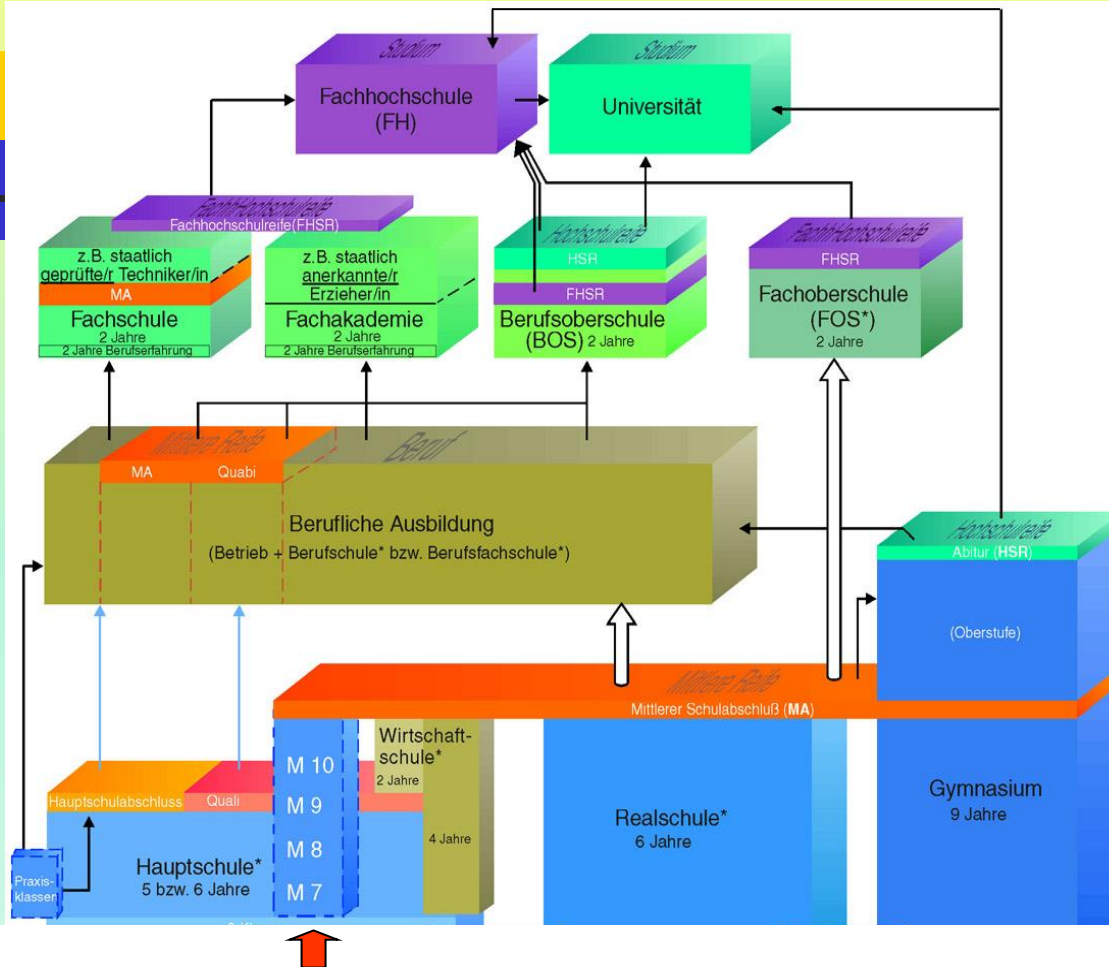 Studium
Studium
Fachhochschule
(FH)
Universität
Fachhochschulreife
Fachhochschulreife(FHSR)
z.B. staatlich
geprüfte/r Techniker/in
MA
Fachschule
2 Jahre
2 Jahre Berufserfahrung
z.B. staatlich
anerkannte/r
Erzieher/in
Fachakademie
2 Jahre
2 Jahre Berufserfahrung
Hochschulreife
HSR
FHSR
Berufsoberschule
(BOS) 2 Jahre
Fachhochschulreife
FHSR
Fachoberschule
(FOS*)
2 Jahre
Mittlere Reife
Beruf
MA
Quabi
Berufliche Ausbildung
(Betrieb + Berufschule* bzw. Berufsfachschule*)
Hochschulreife
Abitur (HSR)
(Oberstufe)
Mittlere Reife
Mittlerer Schulabschluß (MA)
Wirtschaft-
schule*
2 Jahre
4 Jahre
M 10
M 9
M 8
M 7
Hauptschulabschluss
Quali
Hauptschule*
5 bzw. 6 Jahre
Praxis-
klassen
Realschule*
6 Jahre
Gymnasium
9 Jahre